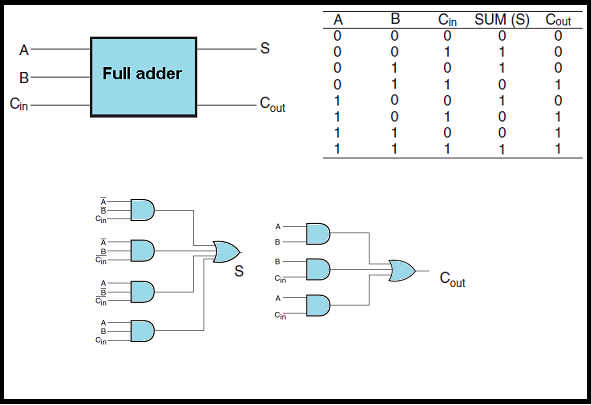 A
B
Cin
Full adder
S
Cout
A B Cin SUM (S) Cout
0 0 0 0 0
0 0 1 1 0
0 1 0 1 0
0 1 1 0 1
1 0 0 1 0
1 0 1 0 1
1 1 0 0 1
1 1 1 1 1
A̅
B̅
Cin
A̅
B
C̅in
A
B̅
C̅in
A
B
Cin
S
A
B
B
Cin
A
Cin
Cout